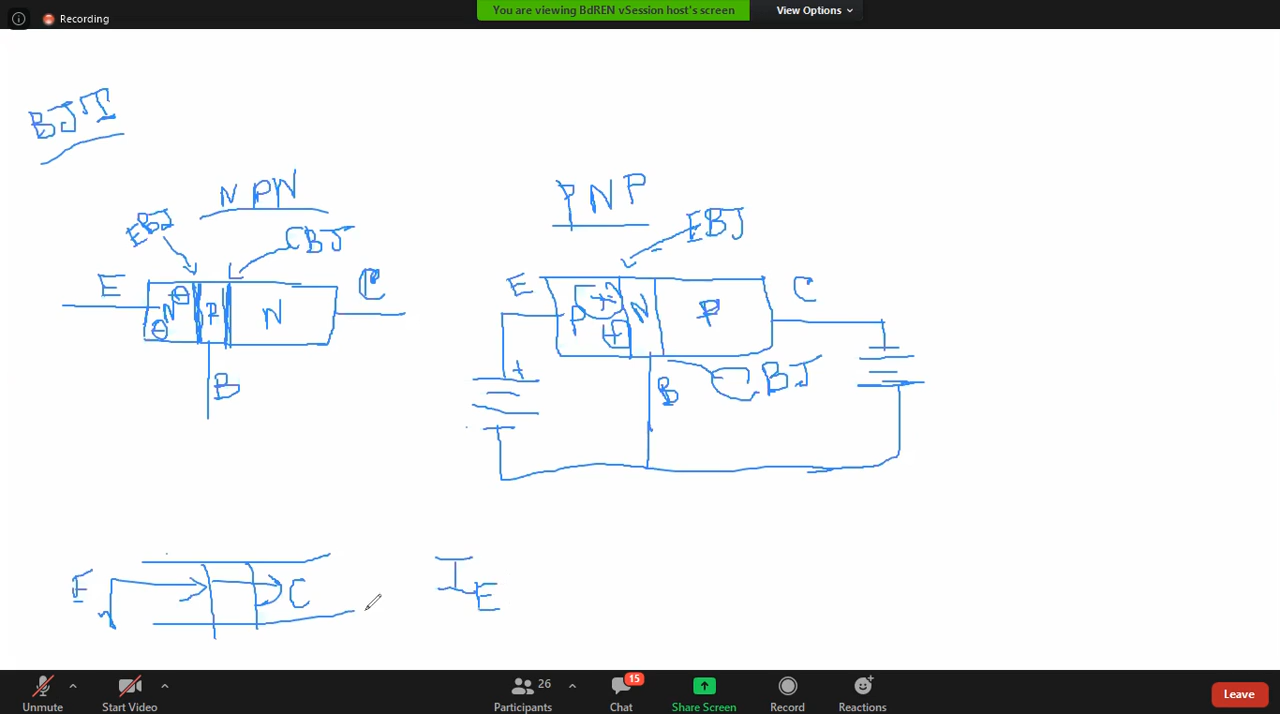 Recording
You are viewing BdREN vSession host's screen
View Options
BJT
NPN
PNP
EBJ
CBJ
EBJ
E
C
E
C
N
P
N
P
N
P
B
B
CBJ
E
C
IE
Unmute
Start Video
26
Participants
15
Chat
Share Screen
Record
Reactions
Leave